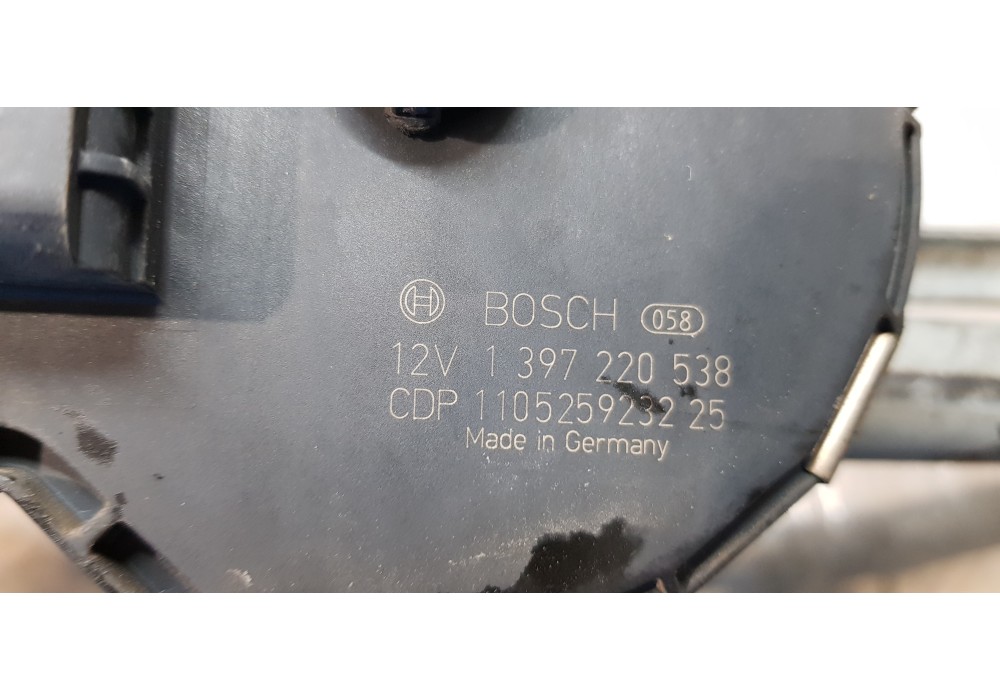 BOSCH 058
12V 1 397 220 538
CDP 1105259232 25
Made in Germany